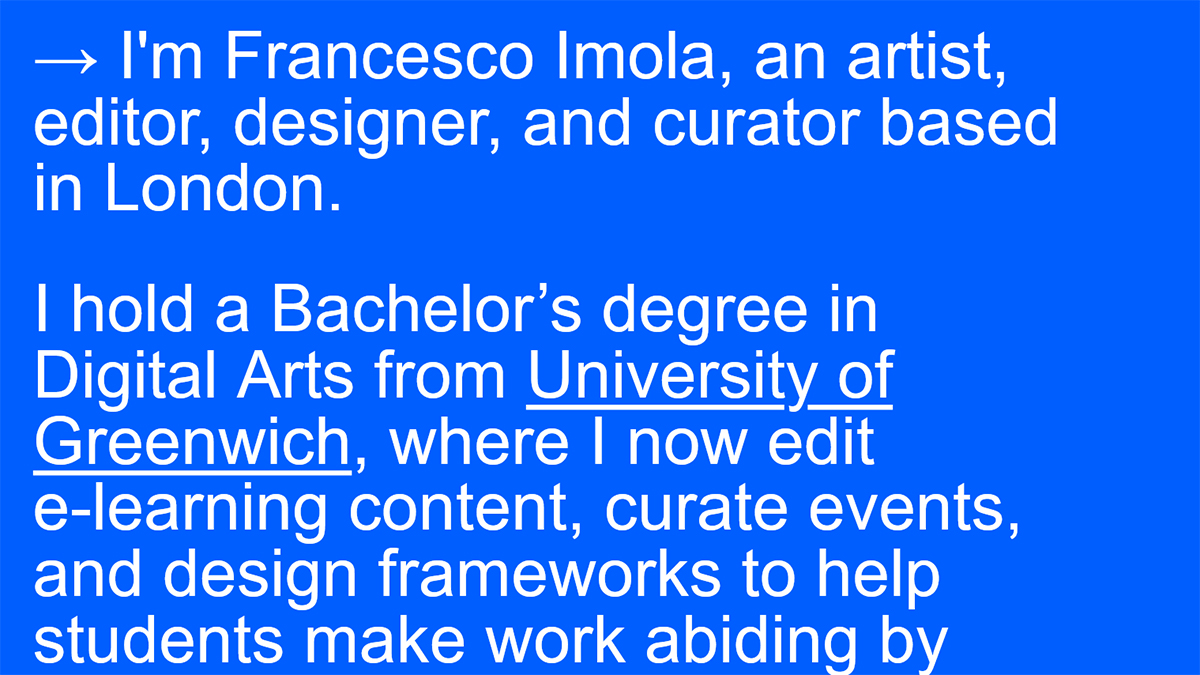 → I'm Francesco Imola, an artist,
editor, designer, and curator based
in London.
I hold a Bachelor’s degree in
Digital Arts from University of
Greenwich, where I now edit
e-learning content, curate events,
and design frameworks to help
students make work abiding by